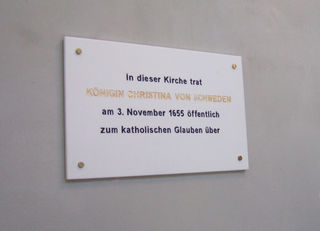 In dieser Kirche trat
KÖNIGIN CHRISTINA VON SCHWEDEN
am 3. November 1655 öffentlich
zum katholischen Glauben über